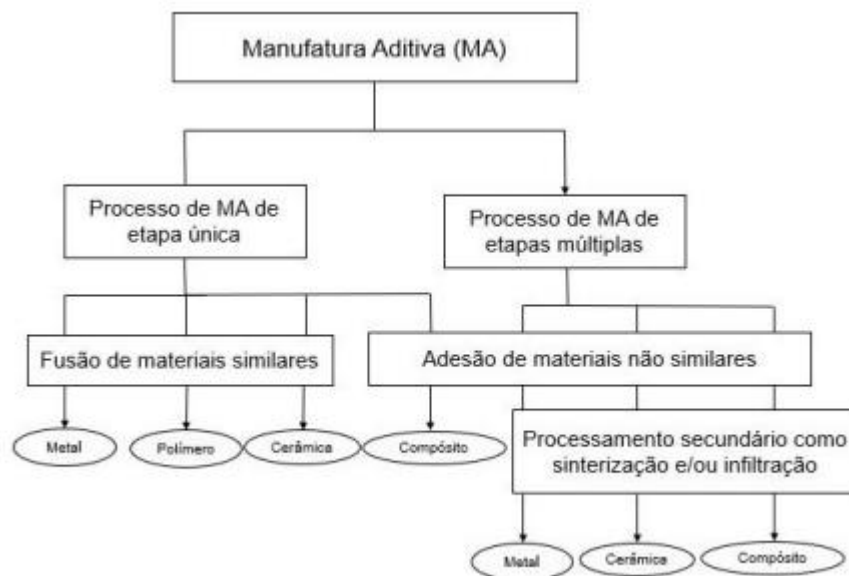 Manufatura Aditiva (MA)
Processo de MA de
etapa única
Processo de MA de
etapas múltiplas
Fusão de materiais similares
Adesão de materiais não similares
Metal
Polímero
Cerâmica
Compósito
Processamento secundário como
sinterização e/ou infiltração
Metal
Cerâmica
Compósito